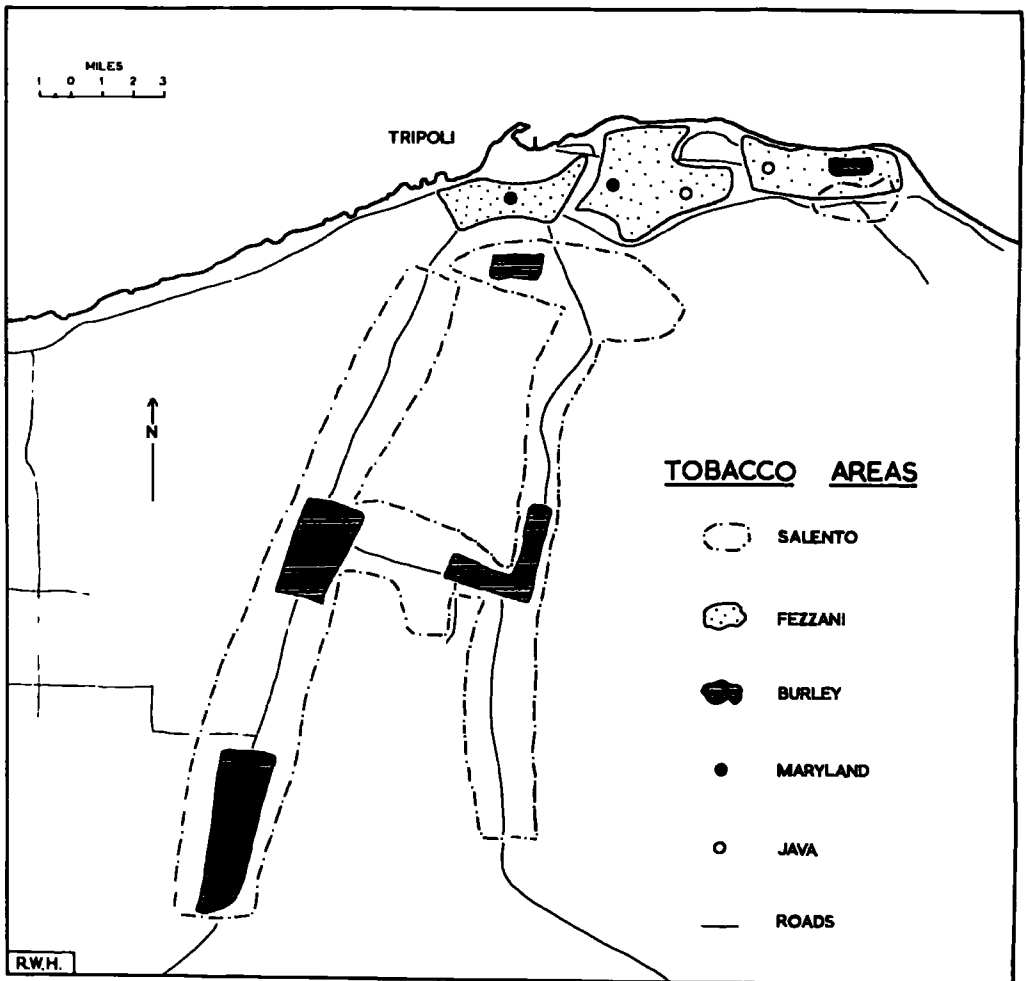 MILES
1 0 1 2 3
TRIPOLI
N
TOBACCO AREAS
SALENTO
FEZZANI
BURLEY
MARYLAND
JAVA
ROADS
R.W.H.